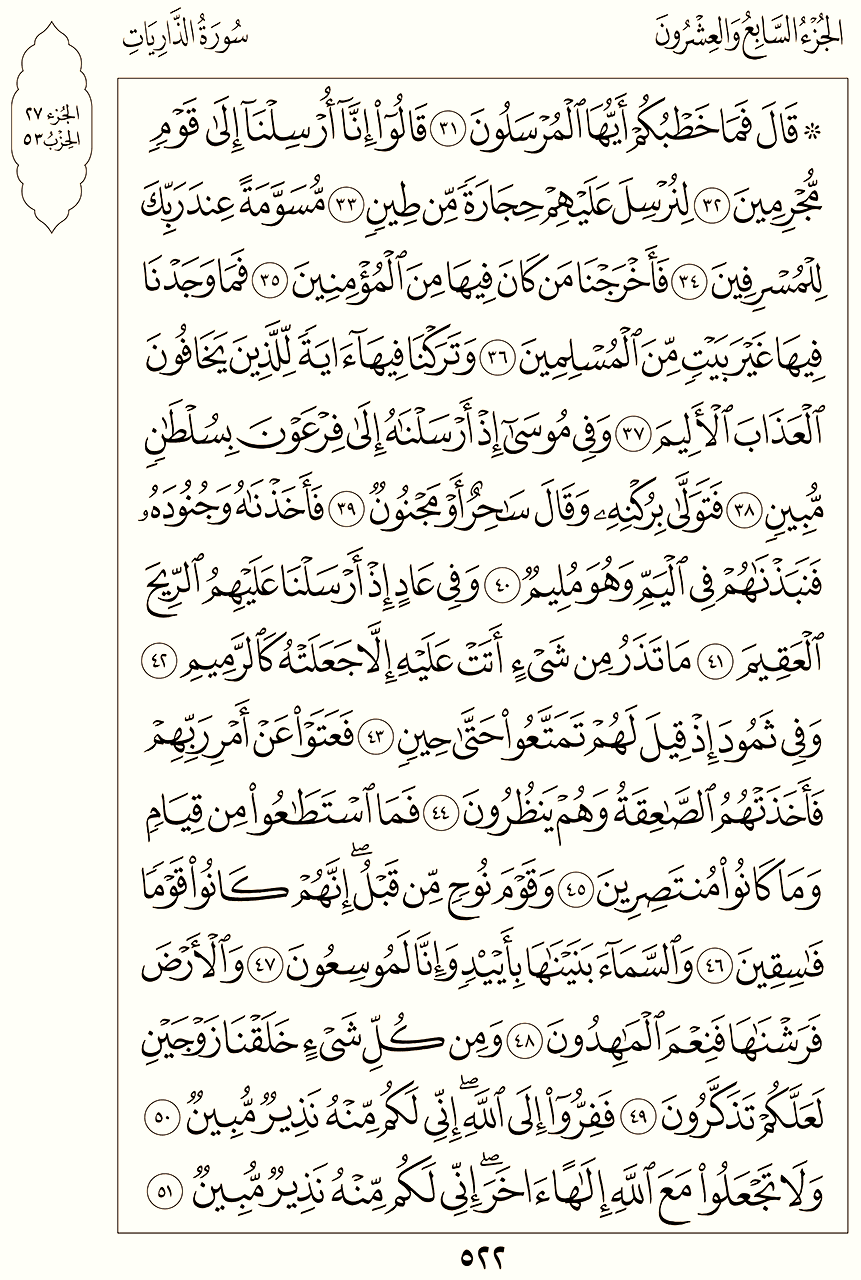 الجُزْءُ السَّابِعُ وَالعِشْرُونَ
سُورَةُ الذَّارِيَاتِ
الجُزْء ٢٧
الحِزْبُ ٥٣
۞ قَالَ فَمَا خَطْبُكُمْ أَيُّهَا ٱلْمُرْسَلُونَ ٣١ قَالُوٓاْ إِنَّآ أُرْسِلْنَآ إِلَىٰ قَوْمٖ
مُّجْرِمِينَ ٣٢ لِنُرْسِلَ عَلَيْهِمْ حِجَارَةٗ مِّن طِينٖ ٣٣ مُّسَوَّمَةً عِندَ رَبِّكَ
لِلْمُسْرِفِينَ ٣٤ فَأَخْرَجْنَا مَن كَانَ فِيهَا مِنَ ٱلْمُؤْمِنِينَ ٣٥ فَمَا وَجَدْنَا
فِيهَا غَيْرَ بَيْتٖ مِّنَ ٱلْمُسْلِمِينَ ٣٦ وَتَرَكْنَا فِيهَآ ءَايَةٗ لِّلَّذِينَ يَخَافُونَ
ٱلْعَذَابَ ٱلْأَلِيمَ ٣٧ وَفِي مُوسَىٰٓ إِذْ أَرْسَلْنَٰهُ إِلَىٰ فِرْعَوْنَ بِسُلْطَٰنٖ
مُّبِينٖ ٣٨ فَتَوَلَّىٰ بِرُكْنِهِۦ وَقَالَ سَٰحِرٌ أَوْ مَجْنُونٞ ٣٩ فَأَخَذْنَٰهُ وَجُنُودَهُۥ
فَنَبَذْنَٰهُمْ فِي ٱلْيَمِّ وَهُوَ مُلِيمٞ ٤٠ وَفِي عَادٍ إِذْ أَرْسَلْنَا عَلَيْهِمُ ٱلرِّيحَ
ٱلْعَقِيمَ ٤١ مَا تَذَرُ مِن شَيْءٍ أَتَتْ عَلَيْهِ إِلَّا جَعَلَتْهُ كَٱلرَّمِيمِ ٤٢
وَفِي ثَمُودَ إِذْ قِيلَ لَهُمْ تَمَتَّعُواْ حَتَّىٰ حِينٖ ٤٣ فَعَتَوْاْ عَنْ أَمْرِ رَبِّهِمْ
فَأَخَذَتْهُمُ ٱلصَّٰعِقَةُ وَهُمْ يَنظُرُونَ ٤٤ فَمَا ٱسْتَطَٰعُواْ مِن قِيَامٖ
وَمَا كَانُواْ مُنتَصِرِينَ ٤٥ وَقَوْمَ نُوحٖ مِّن قَبْلُۖ إِنَّهُمْ كَانُواْ قَوْمٗا
فَٰسِقِينَ ٤٦ وَٱلسَّمَآءَ بَنَيْنَٰهَا بِأَيْيْدٖ وَإِنَّا لَمُوسِعُونَ ٤٧ وَٱلْأَرْضَ
فَرَشْنَٰهَا فَنِعْمَ ٱلْمَٰهِدُونَ ٤٨ وَمِن كُلِّ شَيْءٍ خَلَقْنَا زَوْجَيْنِ
لَعَلَّكُمْ تَذَكَّرُونَ ٤٩ فَفِرُّوٓاْ إِلَى ٱللَّهِۖ إِنِّي لَكُم مِّنْهُ نَذِيرٞ مُّبِينٞ ٥٠
وَلَا تَجْعَلُواْ مَعَ ٱللَّهِ إِلَٰهًا ءَاخَرَۖ إِنِّي لَكُم مِّنْهُ نَذِيرٞ مُّبِينٞ ٥١
٥٢٢